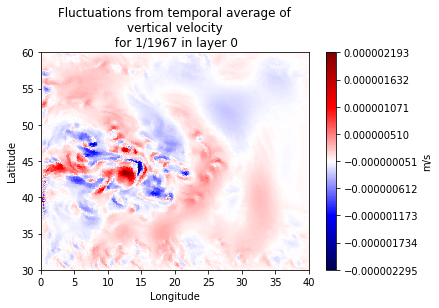 Fluctuations from temporal average of
vertical velocity
for 1/1967 in layer 0
60
55
50
45
40
35
30
Latitude
0 5 10 15 20 25 30 35 40
Longitude
0.000002193
0.000001632
0.000001071
0.000000510
−0.000000051
−0.000000612
−0.000001173
−0.000001734
−0.000002295
m/s